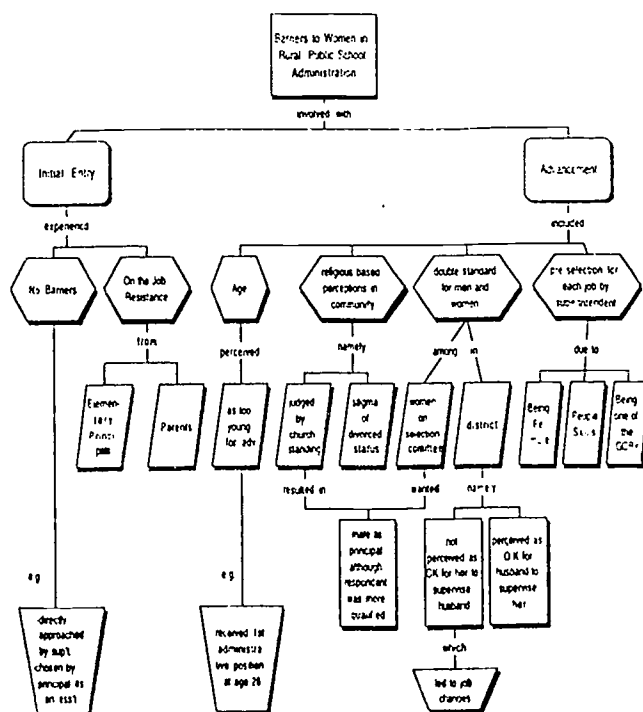 Barriers to Women in
Rural Public School
Administration
involved with
Initial Entry
Advancement
experienced
included
No Barriers
On the Job
Resistance
Age
religious based
perceptions in
community
double standard
for men and
women
pre selection for
each job by
superintendent
from
perceived
namely
among in
due to
Elemen-
tary
Princi
pals
Parents
as too
young
for adv
judged
by
church
standing
of
divorced
status
women
on
selection
district
Being
Fe
People
Skills
Being
one of
the
resulted in
wanted
namely
male as
principal
although
was more
qualified
not
perceived as
OK for her to
supervise
husband
perceived as
O K for
husband to
supervise
her
e g
e g
which
directly
approached
by sup't
chosen by
principal as
an ass't
received 1st
administra
tive position
at age 26
led to job
changes